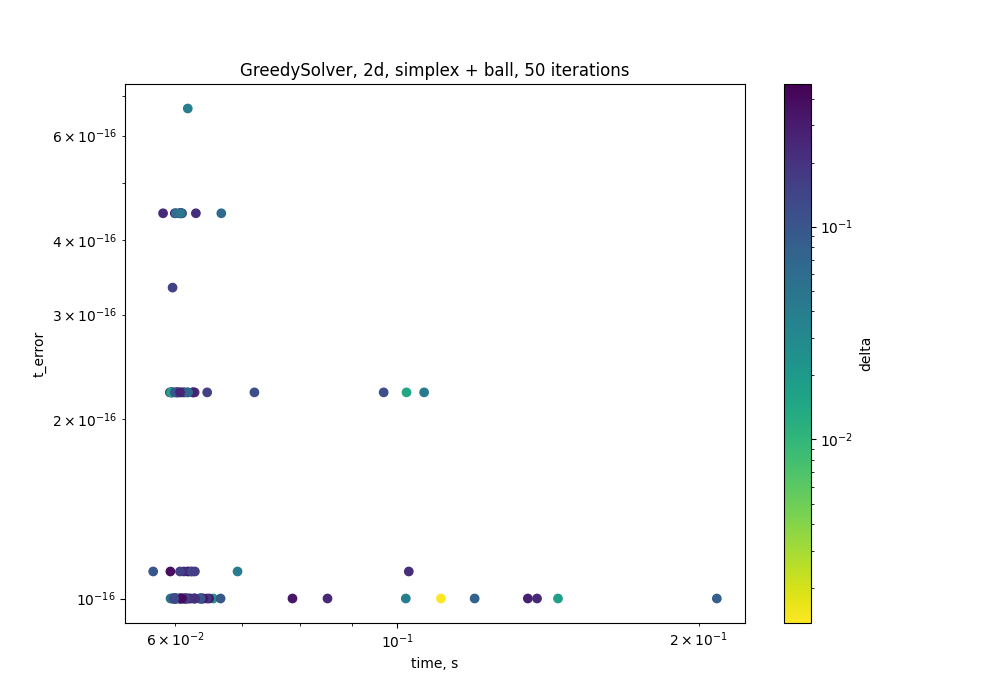 GreedySolver, 2d, simplex + ball, 50 iterations
6 × 10⁻¹⁶
4 × 10⁻¹⁶
3 × 10⁻¹⁶
2 × 10⁻¹⁶
10⁻¹⁶
t_error
6 × 10⁻²
10⁻¹
2 × 10⁻¹
time, s
10⁻¹
10⁻²
delta